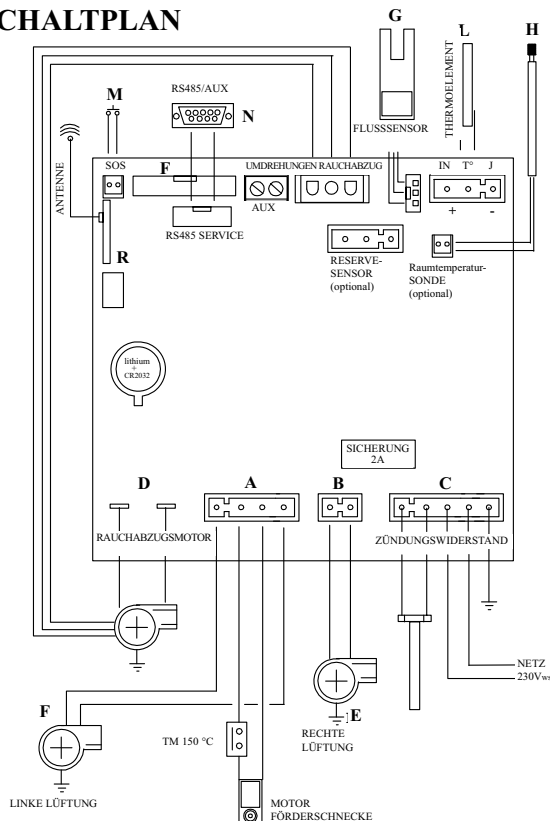 CHALTPLAN
G
L
H
M
RS485/AUX
N
THERMOELEMENT
FLUSSSENSOR
ANTENNE
SOS
F
UMDREHUNGEN RAUCHABZUG
IN T° J
AUX
+ -
RS485 SERVICE
R
RESERVE-
SENSOR
(optional)
Raumtemperatur-
SONDE
(optional)
lithium
+
CR2032
SICHERUNG
2A
D
A
B
C
RAUCHABZUGSMOTOR
ZÜNDUNGSWIDERSTAND
NETZ
230Vws
F
E
TM 150 °C
RECHTE
LÜFTUNG
LINKE LÜFTUNG
MOTOR
FÖRDERSCHNECKE